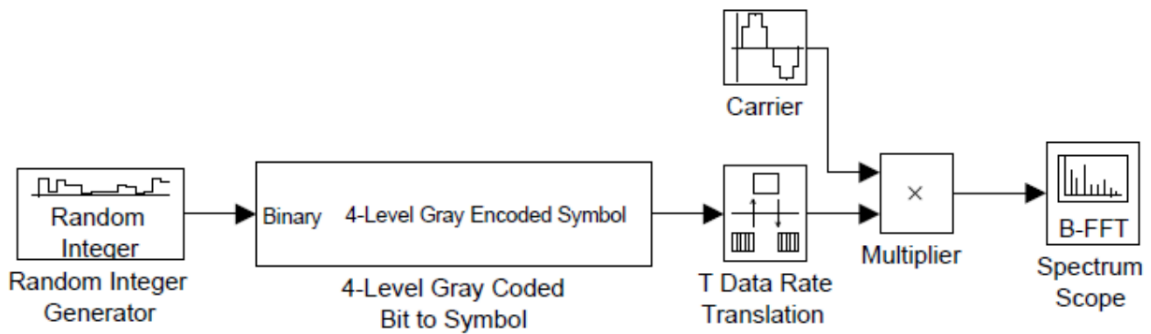 Carrier
Random
Integer
Random Integer
Generator
Binary
4-Level Gray Encoded Symbol
4-Level Gray Coded
Bit to Symbol
T Data Rate
Translation
×
Multiplier
B-FFT
Spectrum
Scope